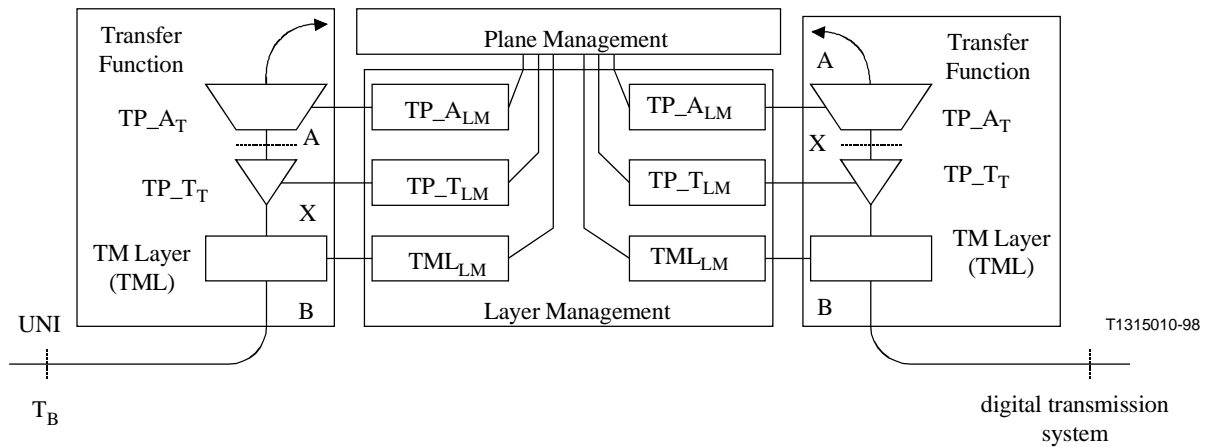 Transfer
Function
Plane Management
A
Transfer
Function
TP_A_T
TP_A_LM
TP_A_LM
TP_A_T
A
X
TP_T_T
TP_T_LM
TP_T_LM
TP_T_T
X
TM Layer
(TML)
TML_LM
TML_LM
TM Layer
(TML)
B
Layer Management
B
UNI
T1315010-98
T_B
digital transmission
system